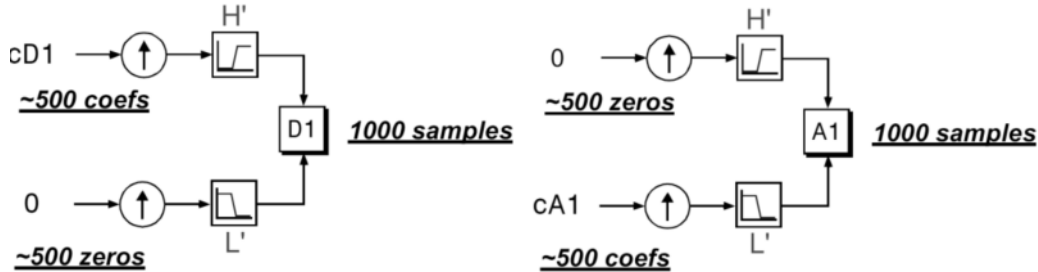 H'
cD1
~500 coefs
D1
1000 samples
0
~500 zeros
L'
H'
0
~500 zeros
A1
1000 samples
cA1
~500 coefs
L'